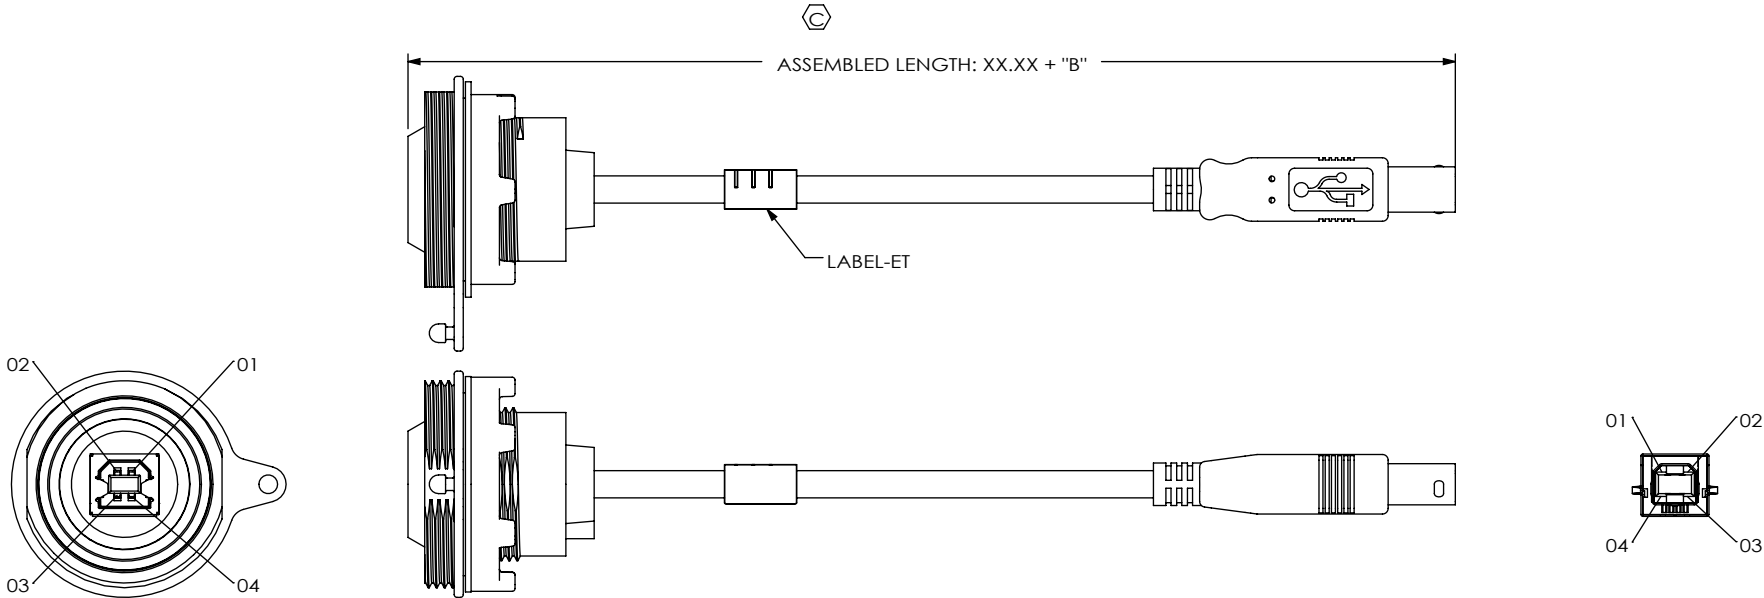 C
ASSEMBLED LENGTH: XX.XX + "B"
LABEL-ET
02
01
03
04
01
02
04
03